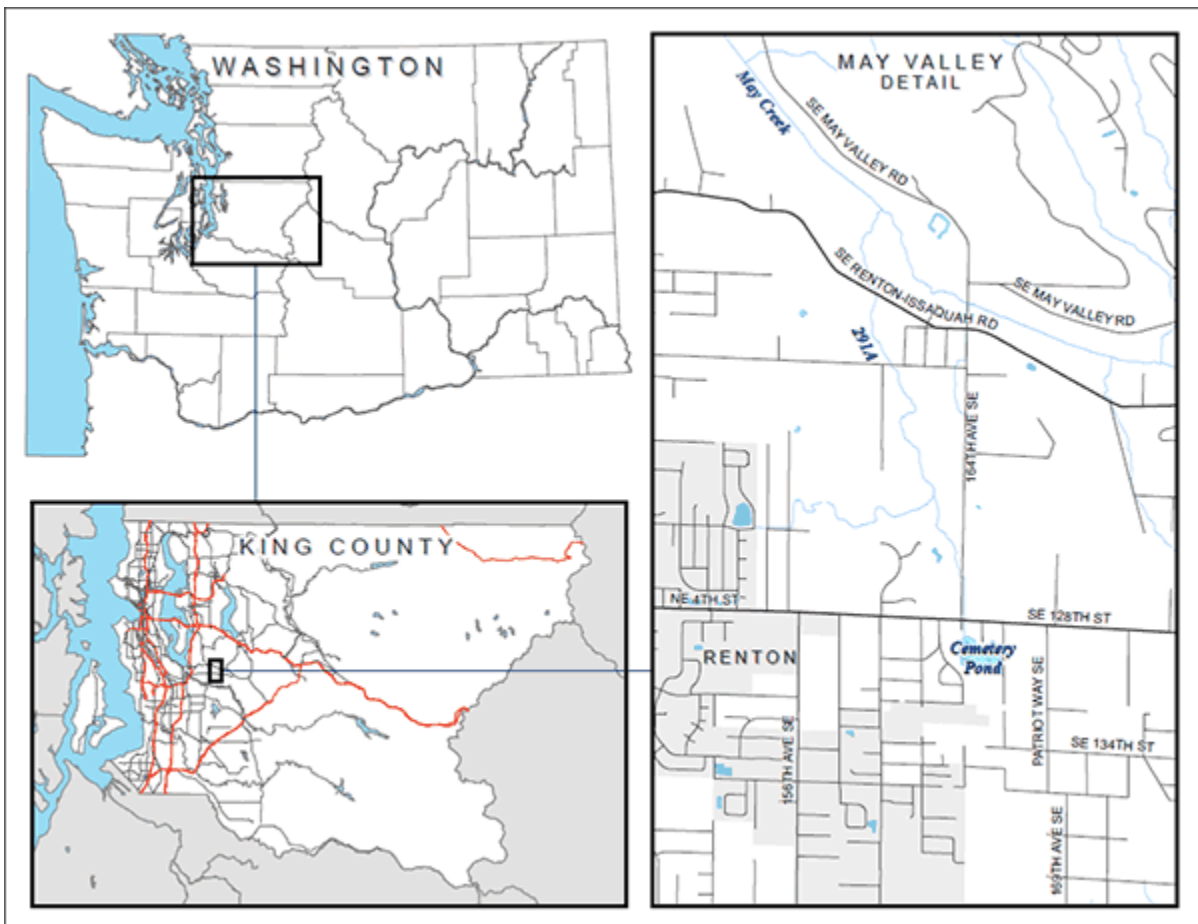 WASHINGTON
KING COUNTY
MAY VALLEY
DETAIL
May Creek
SE MAY VALLEY RD
SE RENTON-ISSAQUAH RD
SE MAY VALLEY RD
291A
164TH AVE SE
NE 4TH ST
SE 128TH ST
RENTON
Cemetery
Pond
156TH AVE SE
PATRIOT WAY SE
SE 134TH ST
169TH AVE SE